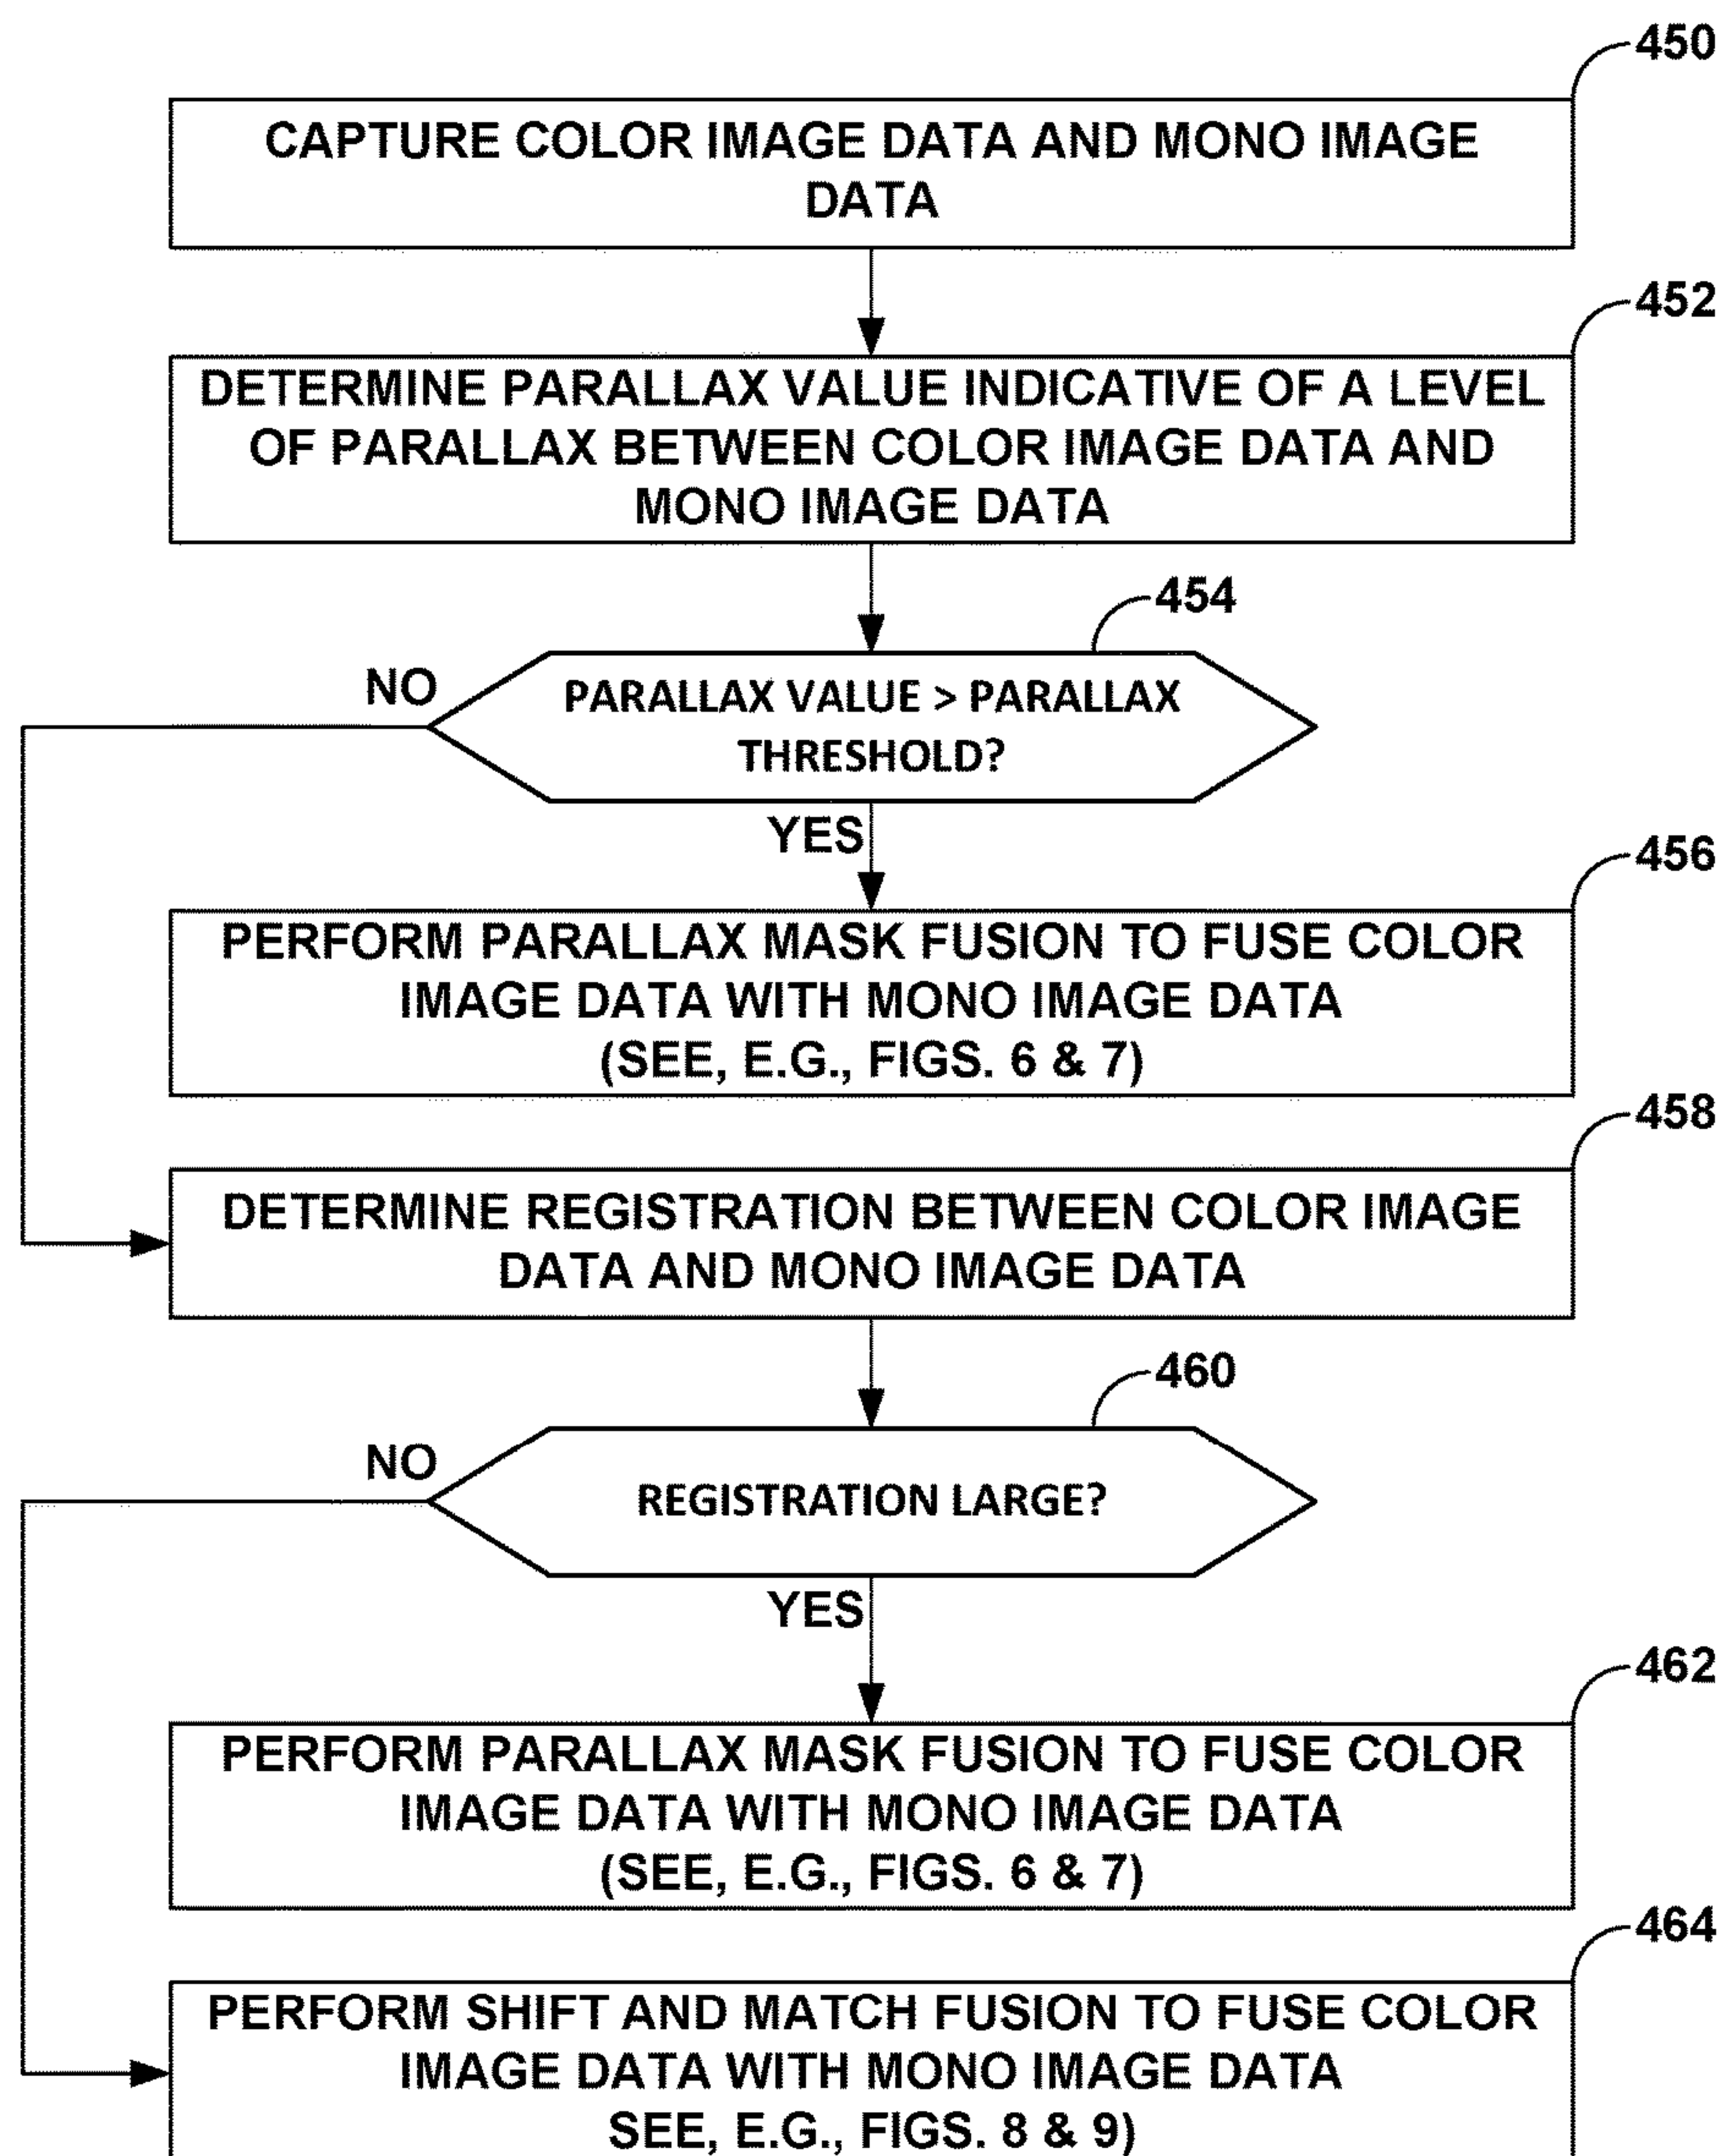 450
CAPTURE COLOR IMAGE DATA AND MONO IMAGE
DATA
452
DETERMINE PARALLAX VALUE INDICATIVE OF A LEVEL
OF PARALLAX BETWEEN COLOR IMAGE DATA AND
MONO IMAGE DATA
454
NO
PARALLAX VALUE > PARALLAX
THRESHOLD?
YES
456
PERFORM PARALLAX MASK FUSION TO FUSE COLOR
IMAGE DATA WITH MONO IMAGE DATA
(SEE, E.G., FIGS. 6 & 7)
458
DETERMINE REGISTRATION BETWEEN COLOR IMAGE
DATA AND MONO IMAGE DATA
460
NO
REGISTRATION LARGE?
YES
462
PERFORM PARALLAX MASK FUSION TO FUSE COLOR
IMAGE DATA WITH MONO IMAGE DATA
(SEE, E.G., FIGS. 6 & 7)
464
PERFORM SHIFT AND MATCH FUSION TO FUSE COLOR
IMAGE DATA WITH MONO IMAGE DATA
SEE, E.G., FIGS. 8 & 9)